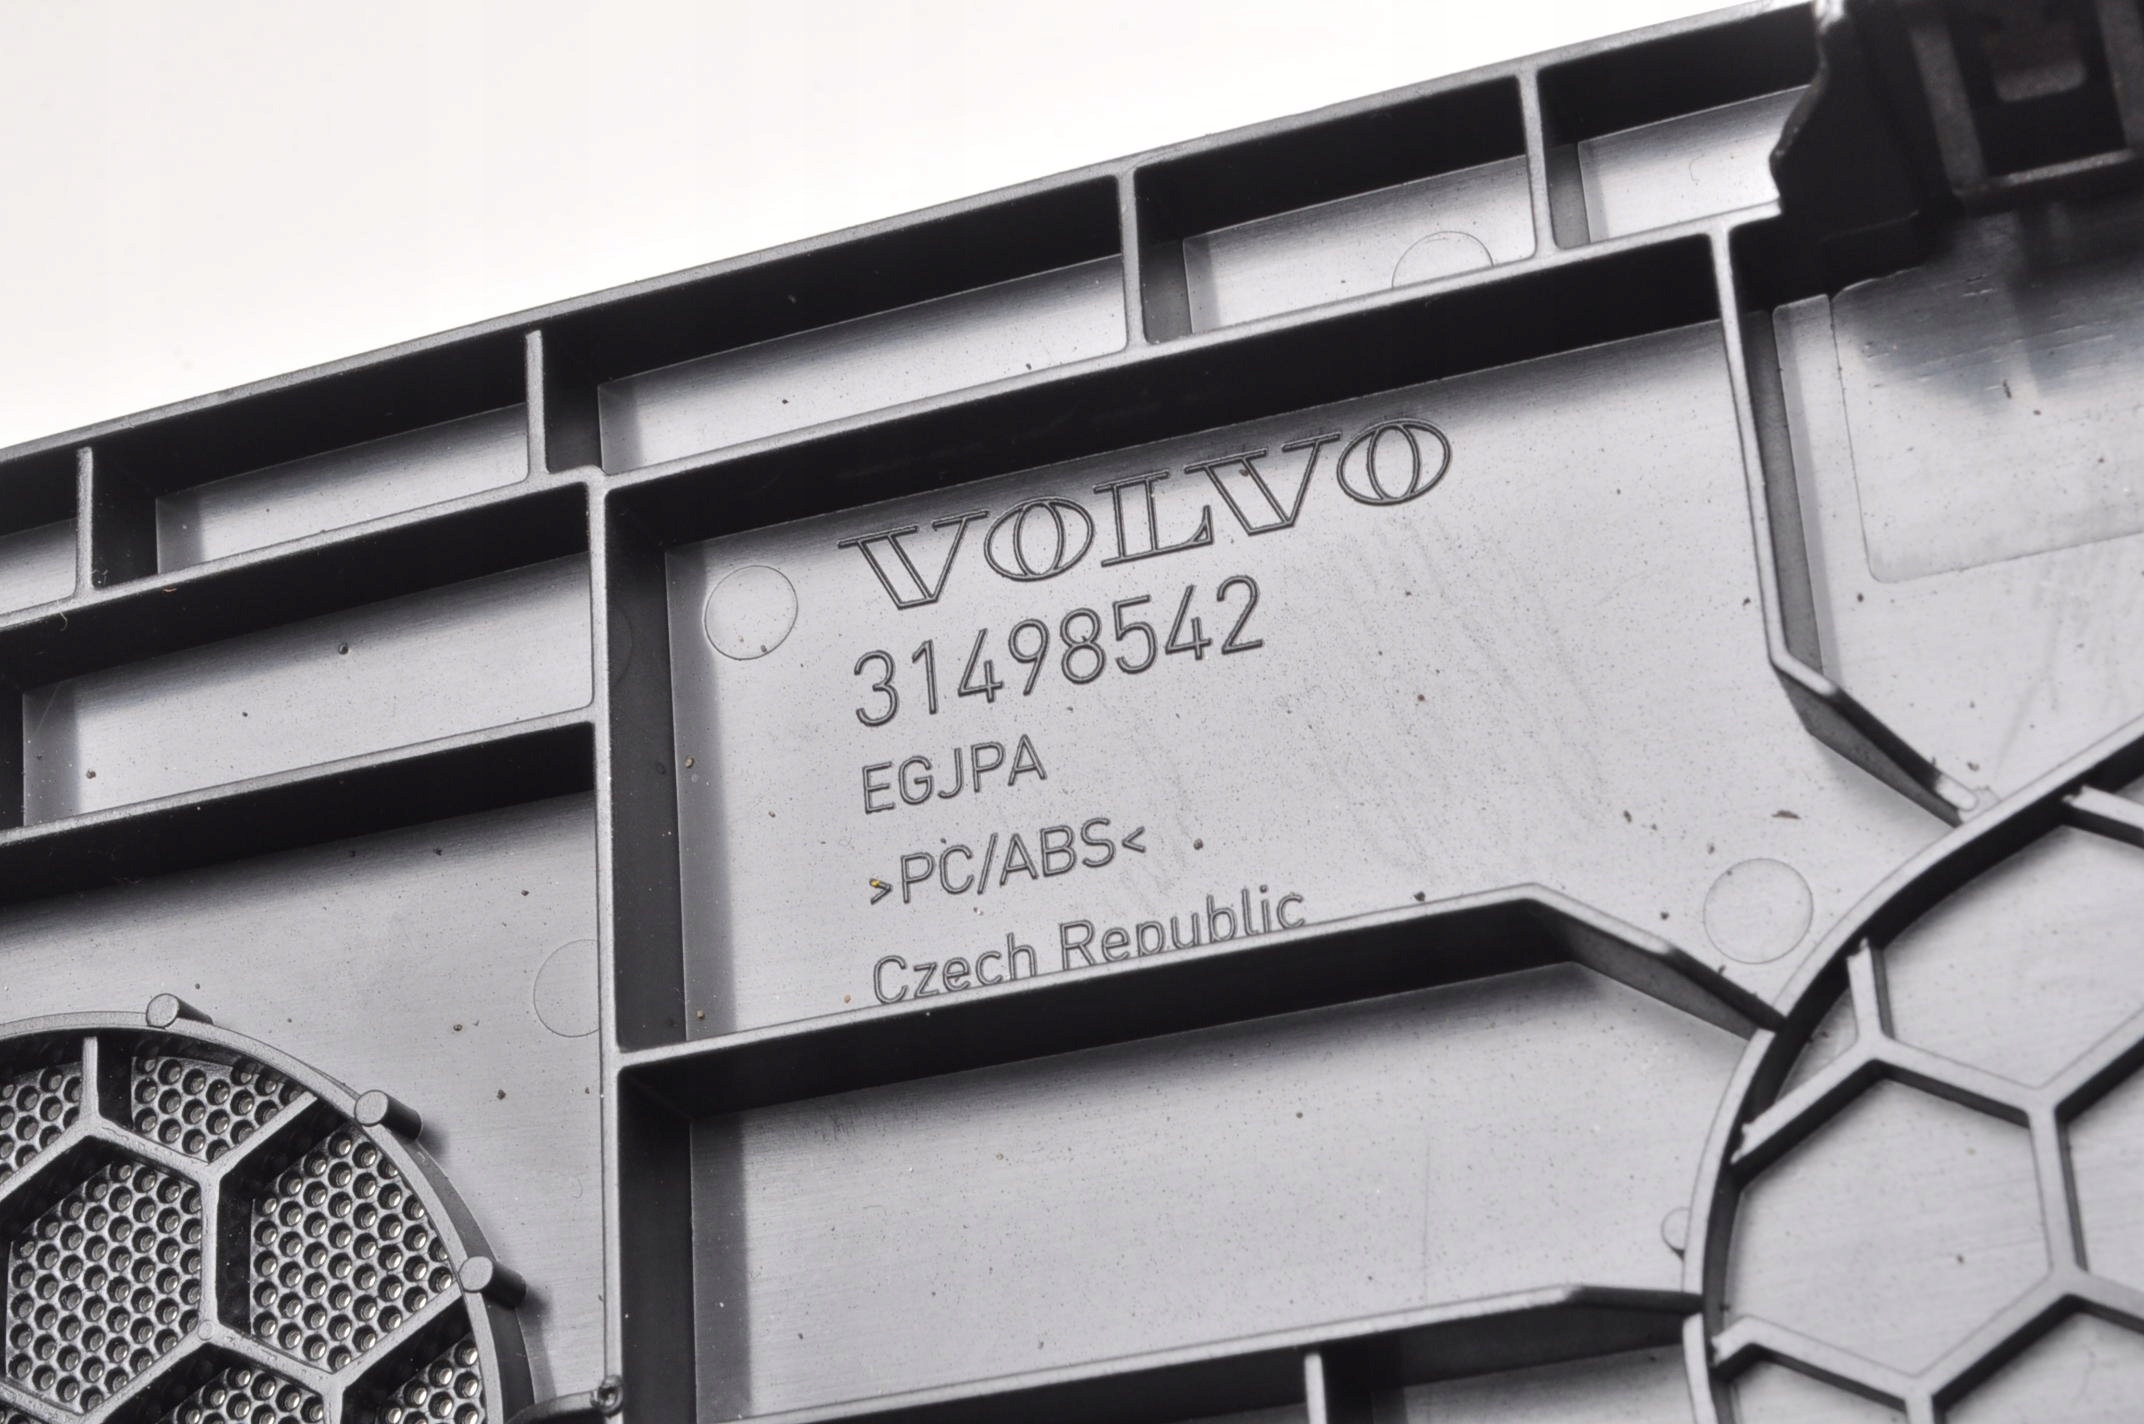 VOLVO
31498542
EGJPA
>PC/ABS<
Czech Republic